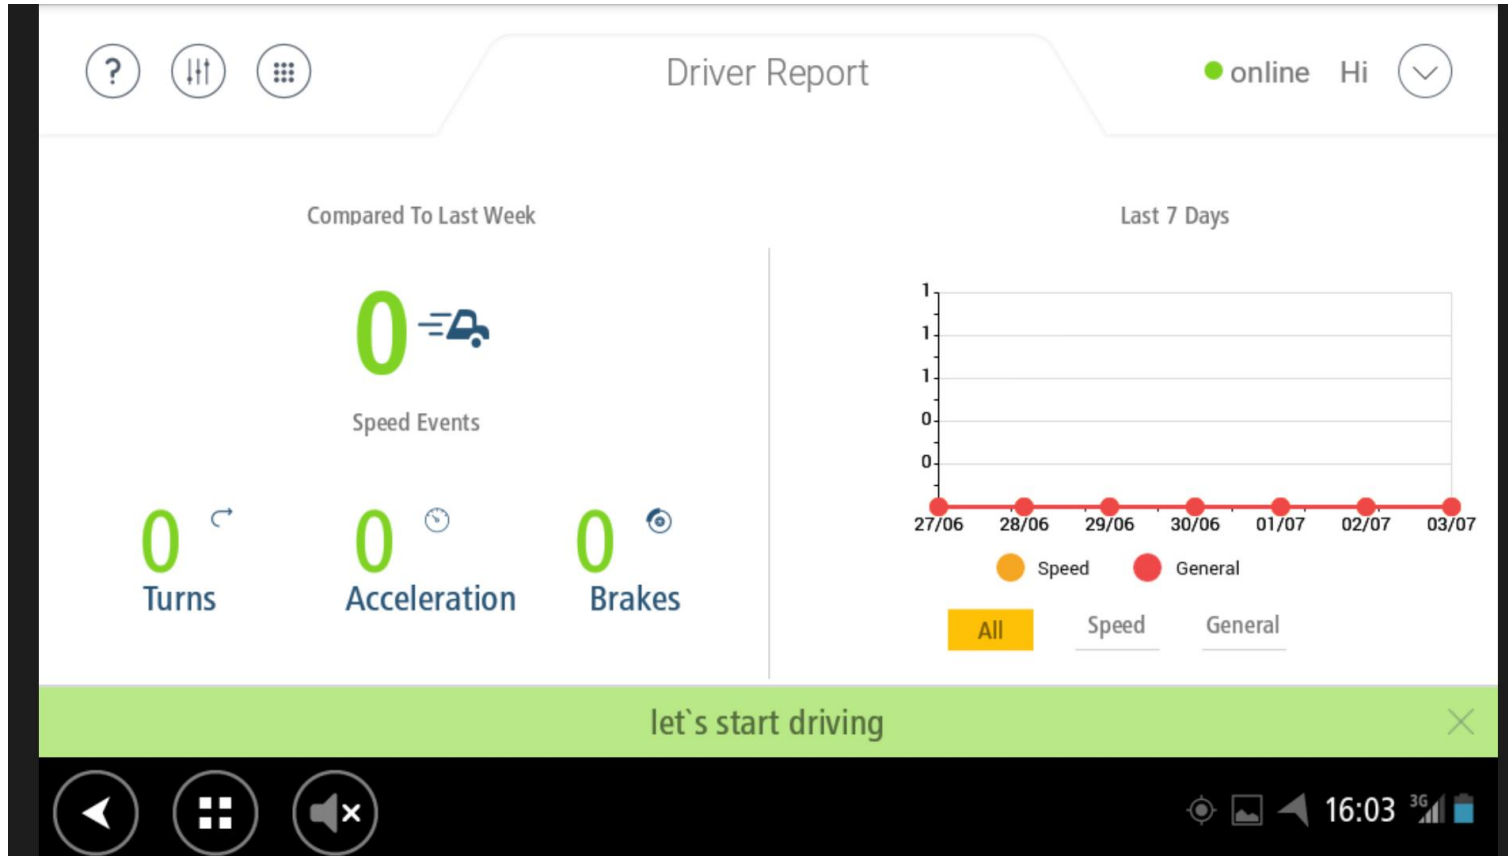 ?
Driver Report
online Hi
Compared To Last Week
Last 7 Days
0
Speed Events
0
Turns
0
Acceleration
0
Brakes
1
1
1
0
0
27/06 28/06 29/06 30/06 01/07 02/07 03/07
Speed General
All Speed General
let`s start driving
16:03 3G